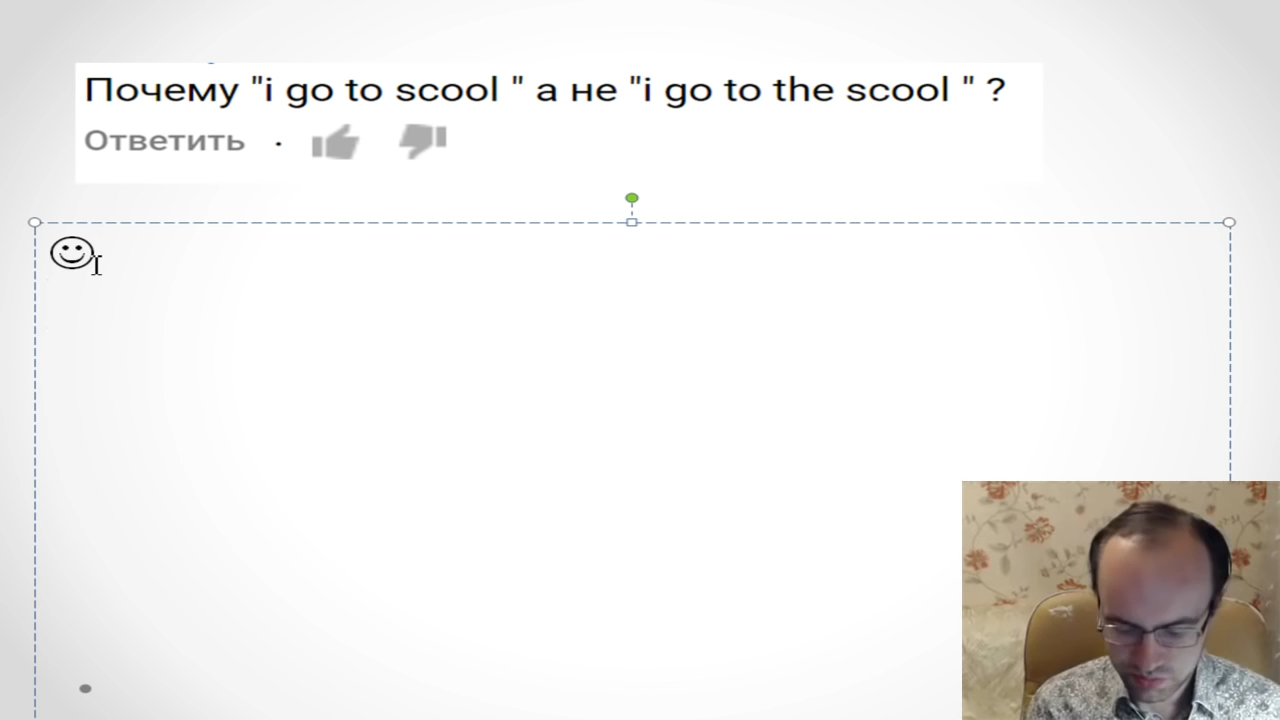 Почему "i go to scool " а не "i go to the scool " ?
Ответить ·